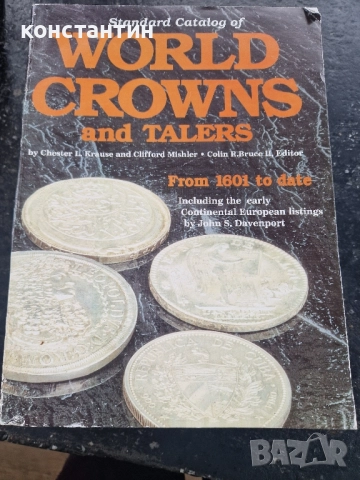 Standard Catalog of
КОНСТАНТИН
WORLD
CROWNS
and TALERS
by Chester L. Krause and Clifford Mishler • Colin R. Bruce II, Editor
From 1601 to date
Including the early
Continental European listings
by John S. Davenport
BAZAR